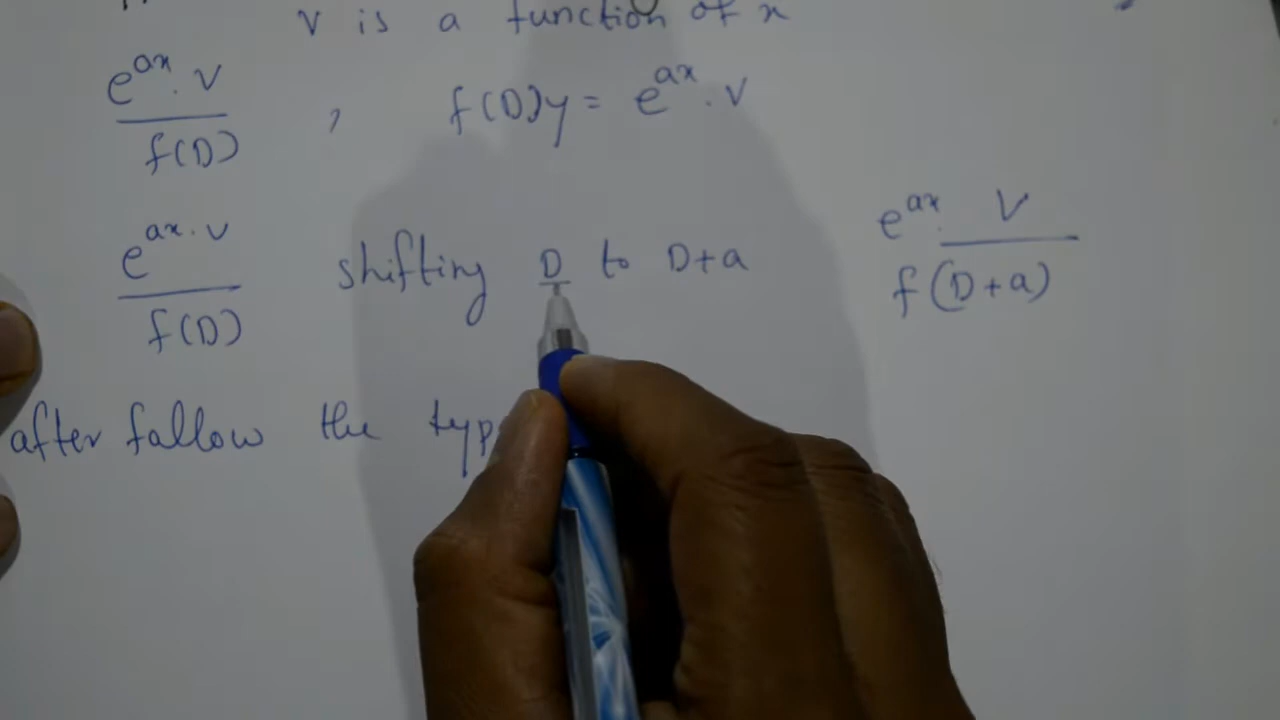 V is a function of x
e^{ax}. V / f(D) , f(D)y = e^{ax}. V
e^{ax}. V / f(D) shifting D to D+a e^{ax}. V / f(D+a)
after fallow the